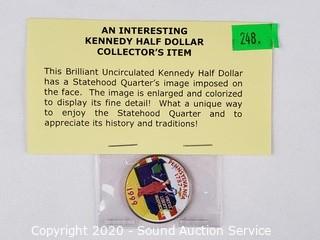 AN INTERESTING
KENNEDY HALF DOLLAR
COLLECTOR'S ITEM
248.
This Brilliant Uncirculated Kennedy Half Dollar
has a Statehood Quarter's image imposed on
the face. The image is enlarged and colorized
to display its fine detail! What a unique way
to enjoy the Statehood Quarter and to
appreciate its history and traditions!
PENNSYLVANIA
1787
1999
Copyright 2020 - Sound Auction Service